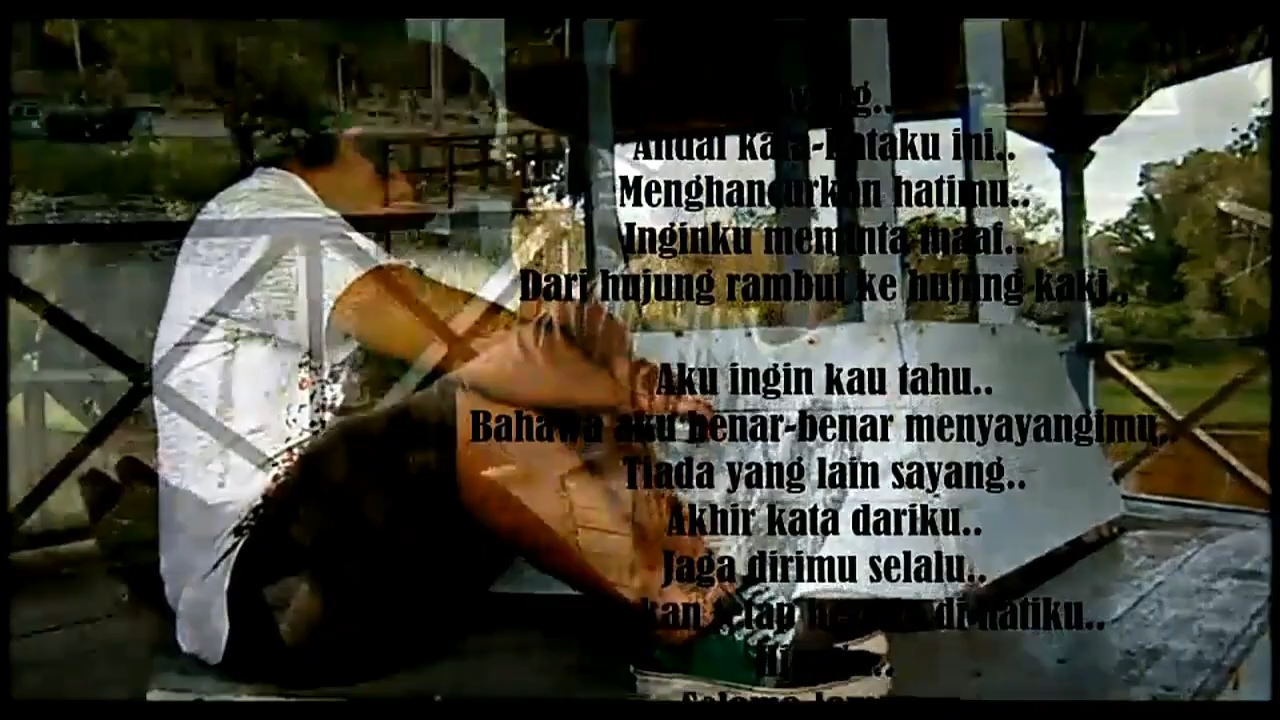 Andai kata-kataku ini..
Menghancurkan hatimu..
Inginku meminta maaf..
Dari hujung rambut ke hujung kaki..
Aku ingin kau tahu..
Bahawa aku benar-benar menyayangimu..
Tiada yang lain sayang..
Akhir kata dariku..
Jaga dirimu selalu..
tetap di hatiku..